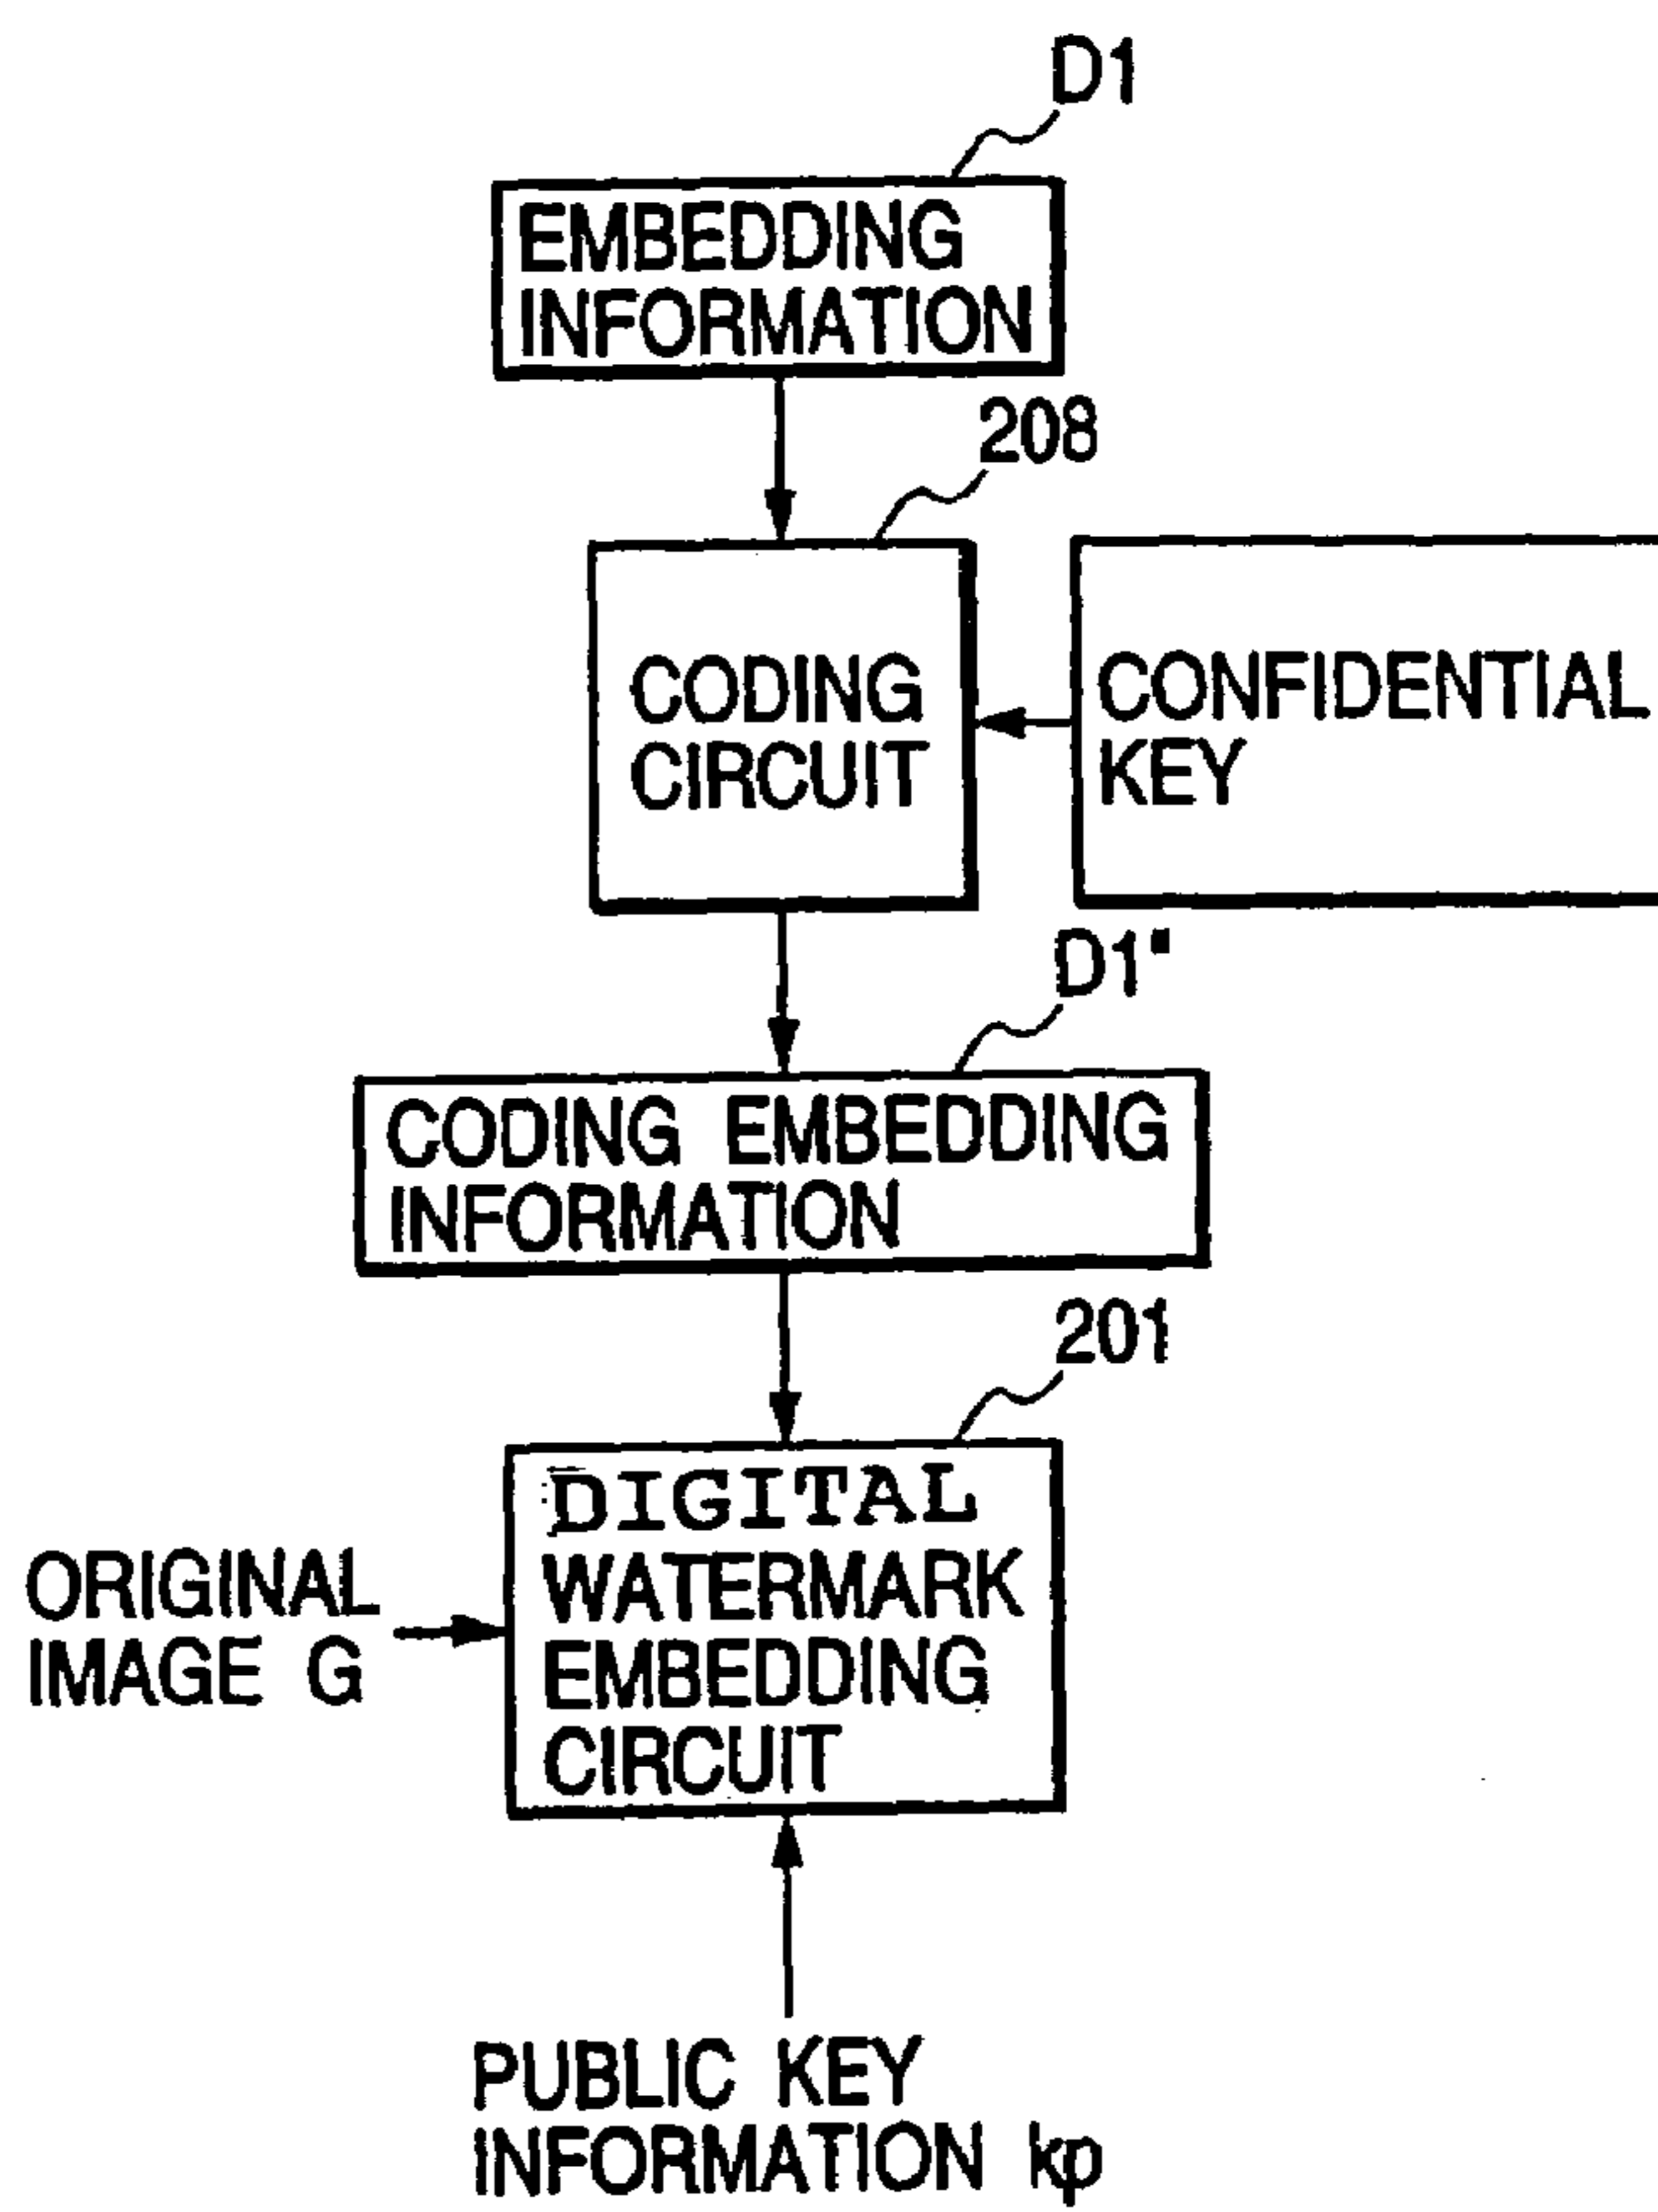 D1
EMBEDDING
INFORMATION
208
CODING
CIRCUIT
CONFIDENTIAL
KEY
D1"
CODING EMBEDDING
INFORMATION
201
DIGITAL
WATERMARK
EMBEDDING
CIRCUIT
ORIGINAL
IMAGE G
PUBLIC KEY
INFORMATION kp